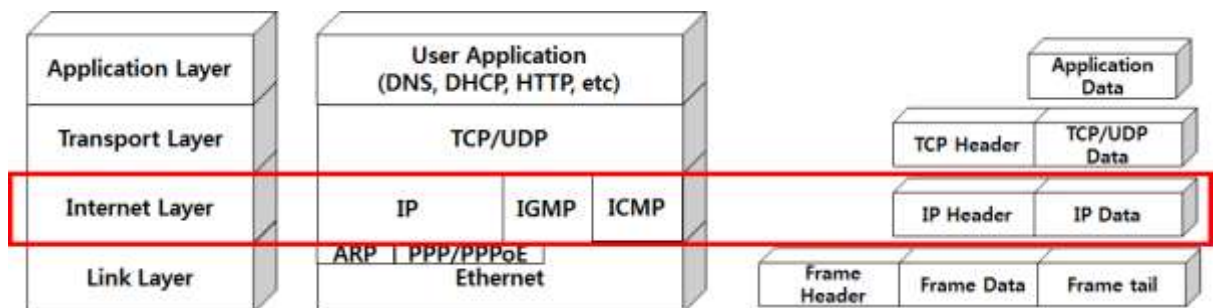 Application Layer
User Application
(DNS, DHCP, HTTP, etc)
Application
Data
Transport Layer
TCP/UDP
TCP Header
TCP/UDP
Data
Internet Layer
IP
IGMP
ICMP
IP Header
IP Data
ARP
PPP/PPPoE
Link Layer
Ethernet
Frame
Header
Frame Data
Frame tail